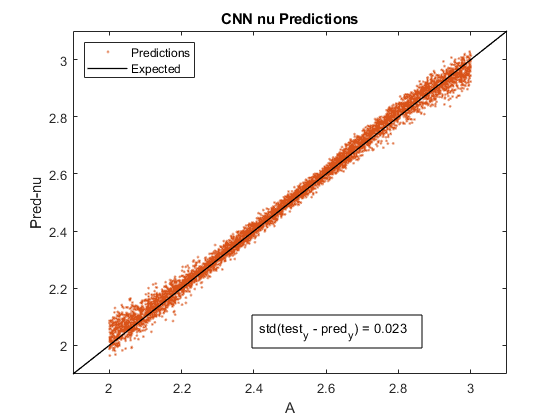 CNN nu Predictions
Predictions
Expected
3
2.8
2.6
2.4
2.2
2
Pred-nu
std(test_y - pred_y) = 0.023
2 2.2 2.4 2.6 2.8 3
A